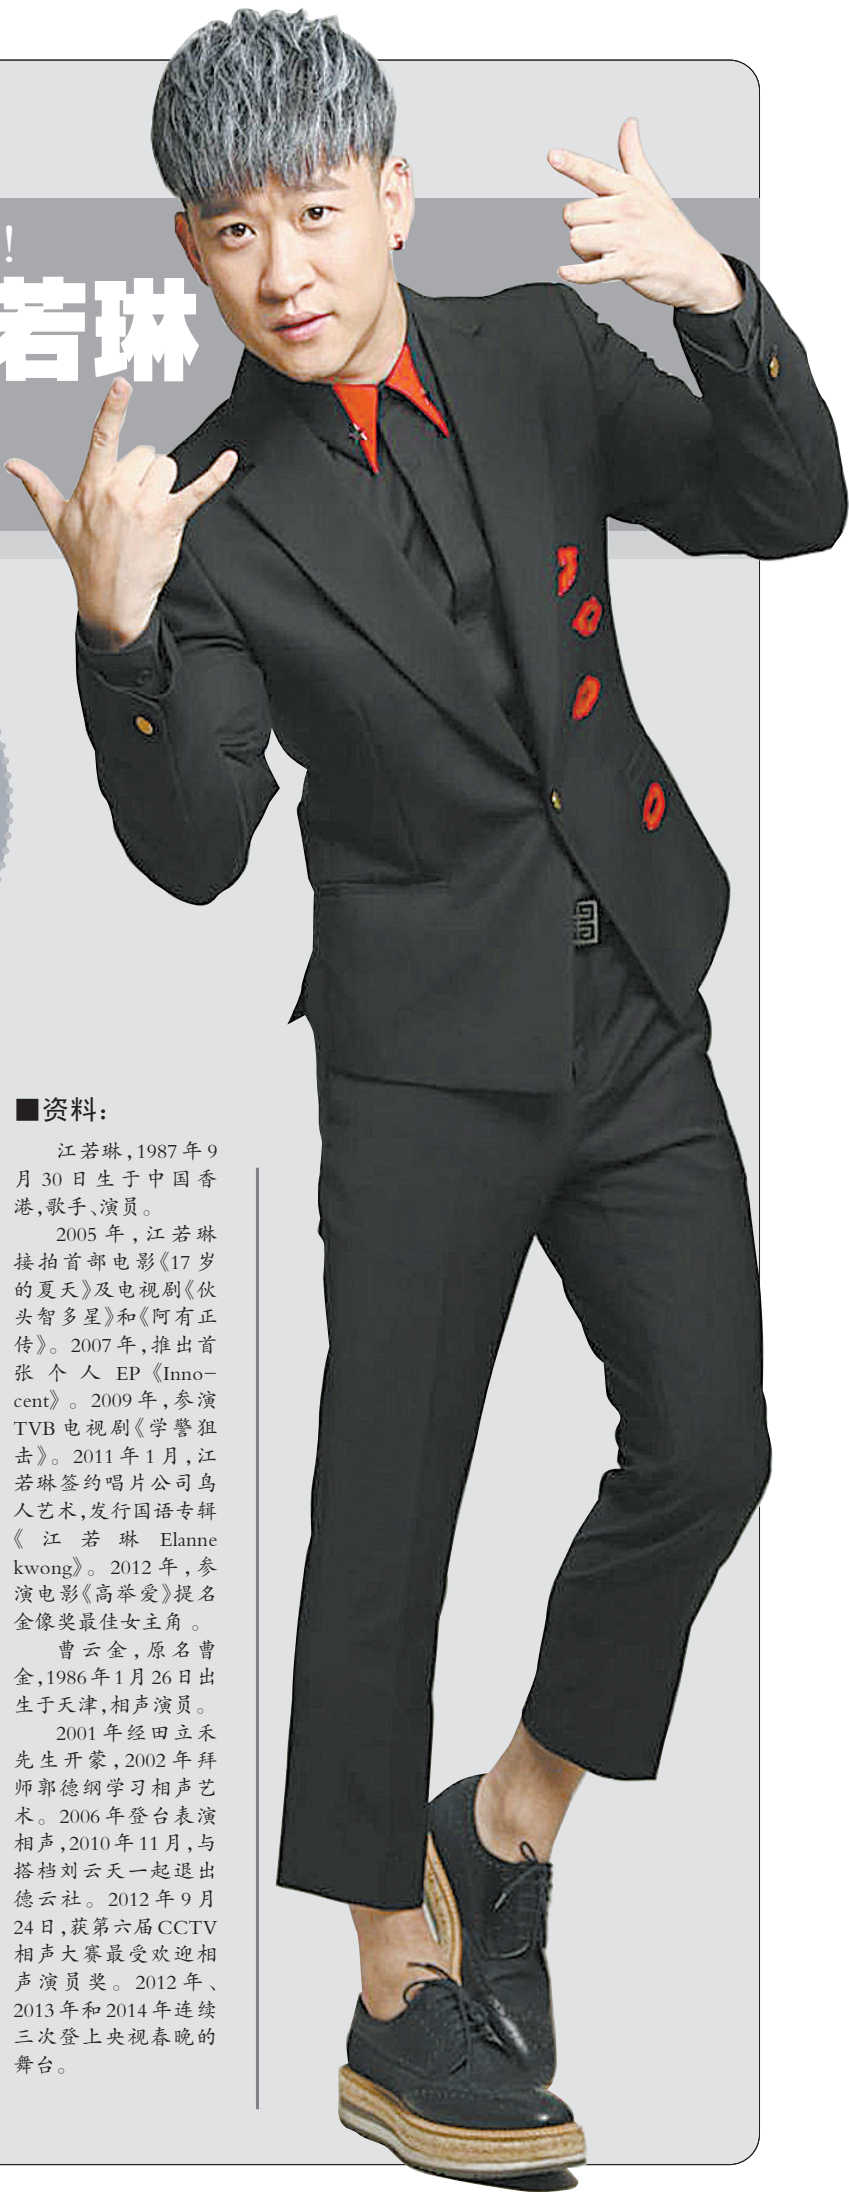 ！
若琳
■资料：
江若琳，1987年9
月30日生于中国香
港，歌手、演员。
2005年，江若琳
接拍首部电影《17岁
的夏天》及电视剧《伙
头智多星》和《阿有正
传》。2007年，推出首
张个人EP《Inno-
cent》。2009年，参演
TVB电视剧《学警狙
击》。2011年1月，江
若琳签约唱片公司鸟
人艺术，发行国语专辑
《江若琳Elanne
kwong》。2012年，参
演电影《高举爱》提名
金像奖最佳女主角。
曹云金，原名曹
金，1986年1月26日出
生于天津，相声演员。
2001年经田立禾
先生开蒙，2002年拜
师郭德纲学习相声艺
术。2006年登台表演
相声，2010年11月，与
搭档刘云天一起退出
德云社。2012年9月
24日，获第六届CCTV
相声大赛最受欢迎相
声演员奖。2012年、
2013年和2014年连续
三次登上央视春晚的
舞台。